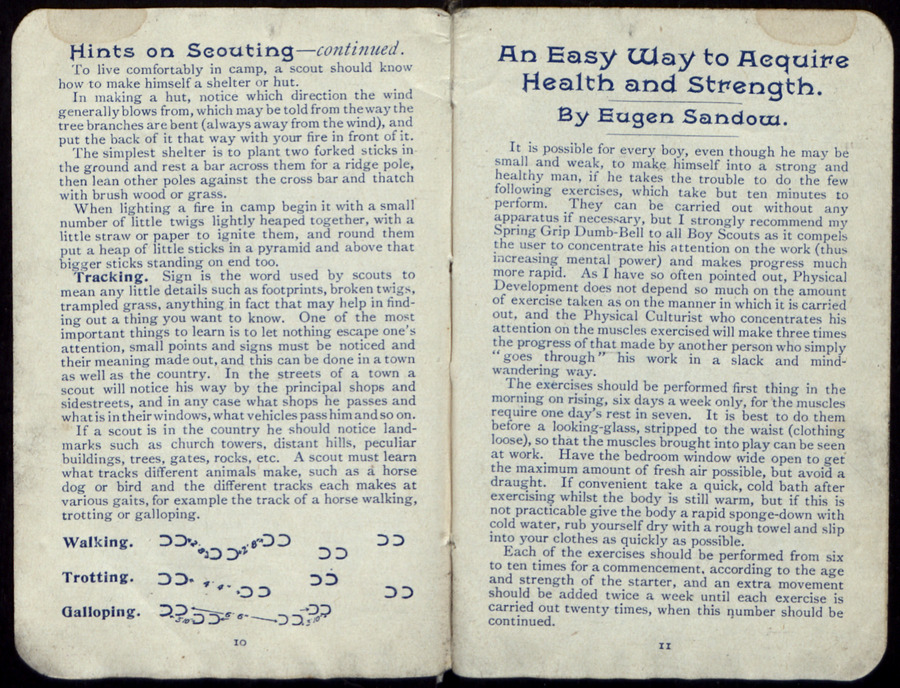 Hints on Scouting—continued.
To live comfortably in camp, a scout should know
how to make himself a shelter or hut.
In making a hut, notice which direction the wind
generally blows from, which may be told from the way the
tree branches are bent (always away from the wind), and
put the back of it that way with your fire in front of it.
The simplest shelter is to plant two forked sticks in
the ground and rest a bar across them for a ridge pole,
then lean other poles against the cross bar and thatch
with brush wood or grass.
When lighting a fire in camp begin it with a small
number of little twigs lightly heaped together, with a
little straw or paper to ignite them, and round them
put a heap of little sticks in a pyramid and above that
bigger sticks standing on end too.
Tracking. Sign is the word used by scouts to
mean any little details such as footprints, broken twigs,
trampled grass, anything in fact that may help in find-
ing out a thing you want to know. One of the most
important things to learn is to let nothing escape one's
attention, small points and signs must be noticed and
their meaning made out, and this can be done in a town
as well as the country. In the streets of a town a
scout will notice his way by the principal shops and
sidestreets, and in any case what shops he passes and
what is in their windows, what vehicles pass him and so on.
If a scout is in the country he should notice land-
marks such as church towers, distant hills, peculiar
buildings, trees, gates, rocks, etc. A scout must learn
what tracks different animals make, such as a horse
dog or bird and the different tracks each makes at
various gaits, for example the track of a horse walking,
trotting or galloping.
Walking.
Trotting.
Galloping.
10
An Easy Way to Acquire
Health and Strength.
By Eugen Sandow.
It is possible for every boy, even though he may be
small and weak, to make himself into a strong and
healthy man, if he takes the trouble to do the few
following exercises, which take but ten minutes to
perform. They can be carried out without any
apparatus if necessary, but I strongly recommend my
Spring Grip Dumb-Bell to all Boy Scouts as it compels
the user to concentrate his attention on the work (thus
increasing mental power) and makes progress much
more rapid. As I have so often pointed out, Physical
Development does not depend so much on the amount
of exercise taken as on the manner in which it is carried
out, and the Physical Culturist who concentrates his
attention on the muscles exercised will make three times
the progress of that made by another person who simply
"goes through" his work in a slack and mind-
wandering way.
The exercises should be performed first thing in the
morning on rising, six days a week only, for the muscles
require one day's rest in seven. It is best to do them
before a looking-glass, stripped to the waist (clothing
loose), so that the muscles brought into play can be seen
at work. Have the bedroom window wide open to get
the maximum amount of fresh air possible, but avoid a
draught. If convenient take a quick, cold bath after
exercising whilst the body is still warm, but if this is
not practicable give the body a rapid sponge-down with
cold water, rub yourself dry with a rough towel and slip
into your clothes as quickly as possible.
Each of the exercises should be performed from six
to ten times for a commencement, according to the age
and strength of the starter, and an extra movement
should be added twice a week until each exercise is
carried out twenty times, when this number should be
continued.
11